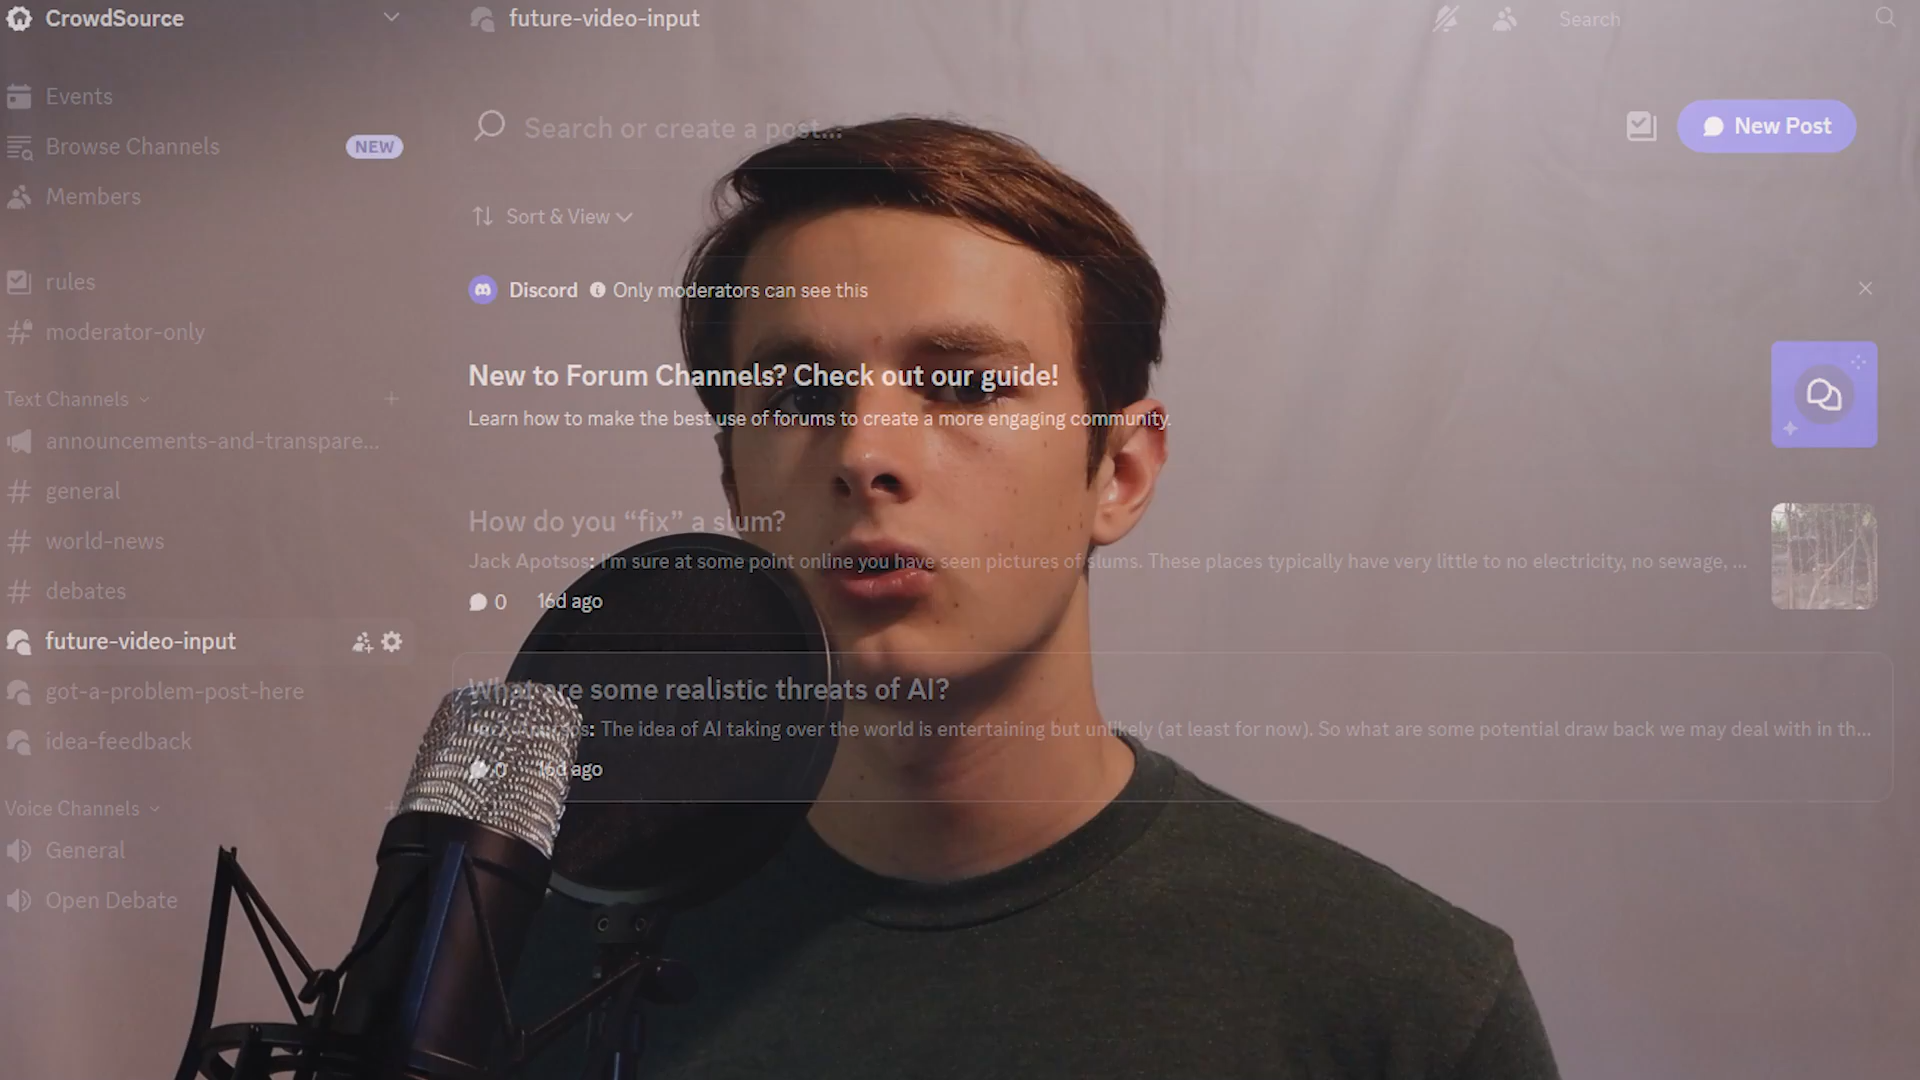 CrowdSource
future-video-input
Search
Events
Browse Channels
NEW
Members
rules
moderator-only
Text Channels
announcements-and-transpare...
general
world-news
debates
future-video-input
got-a-problem-post-here
idea-feedback
Voice Channels
General
Open Debate
Search or create a post...
New Post
Sort & View
Discord Only moderators can see this
New to Forum Channels? Check out our guide!
Learn how to make the best use of forums to create a more engaging community.
How do you “fix” a slum?
Jack Apotsos: I'm sure at some point online you have seen pictures of slums. These places typically have very little to no electricity, no sewage, ...
0 16d ago
What are some realistic threats of AI?
Jack Apotsos: The idea of AI taking over the world is entertaining but unlikely (at least for now). So what are some potential draw back we may deal with in th...
0 16d ago